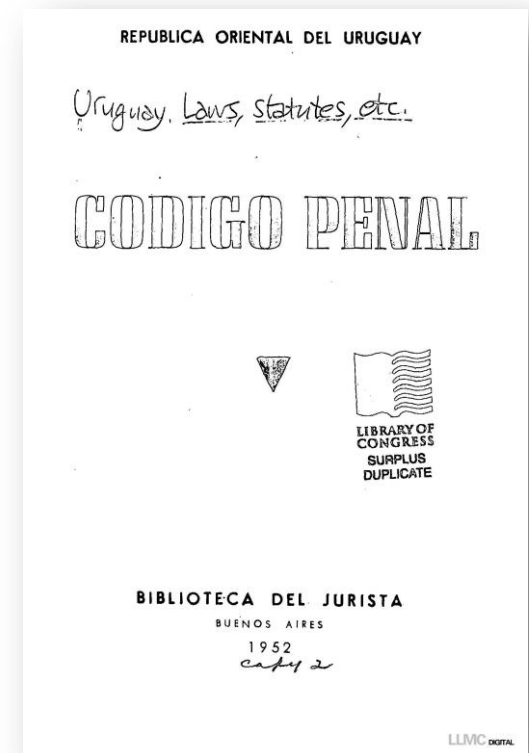 REPUBLICA ORIENTAL DEL URUGUAY
Uruguay. Laws, statutes, etc.
CODIGO PENAL
LIBRARY OF
CONGRESS
SURPLUS
DUPLICATE
BIBLIOTECA DEL JURISTA
BUENOS AIRES
1952
copy 2
LLMC DIGITAL